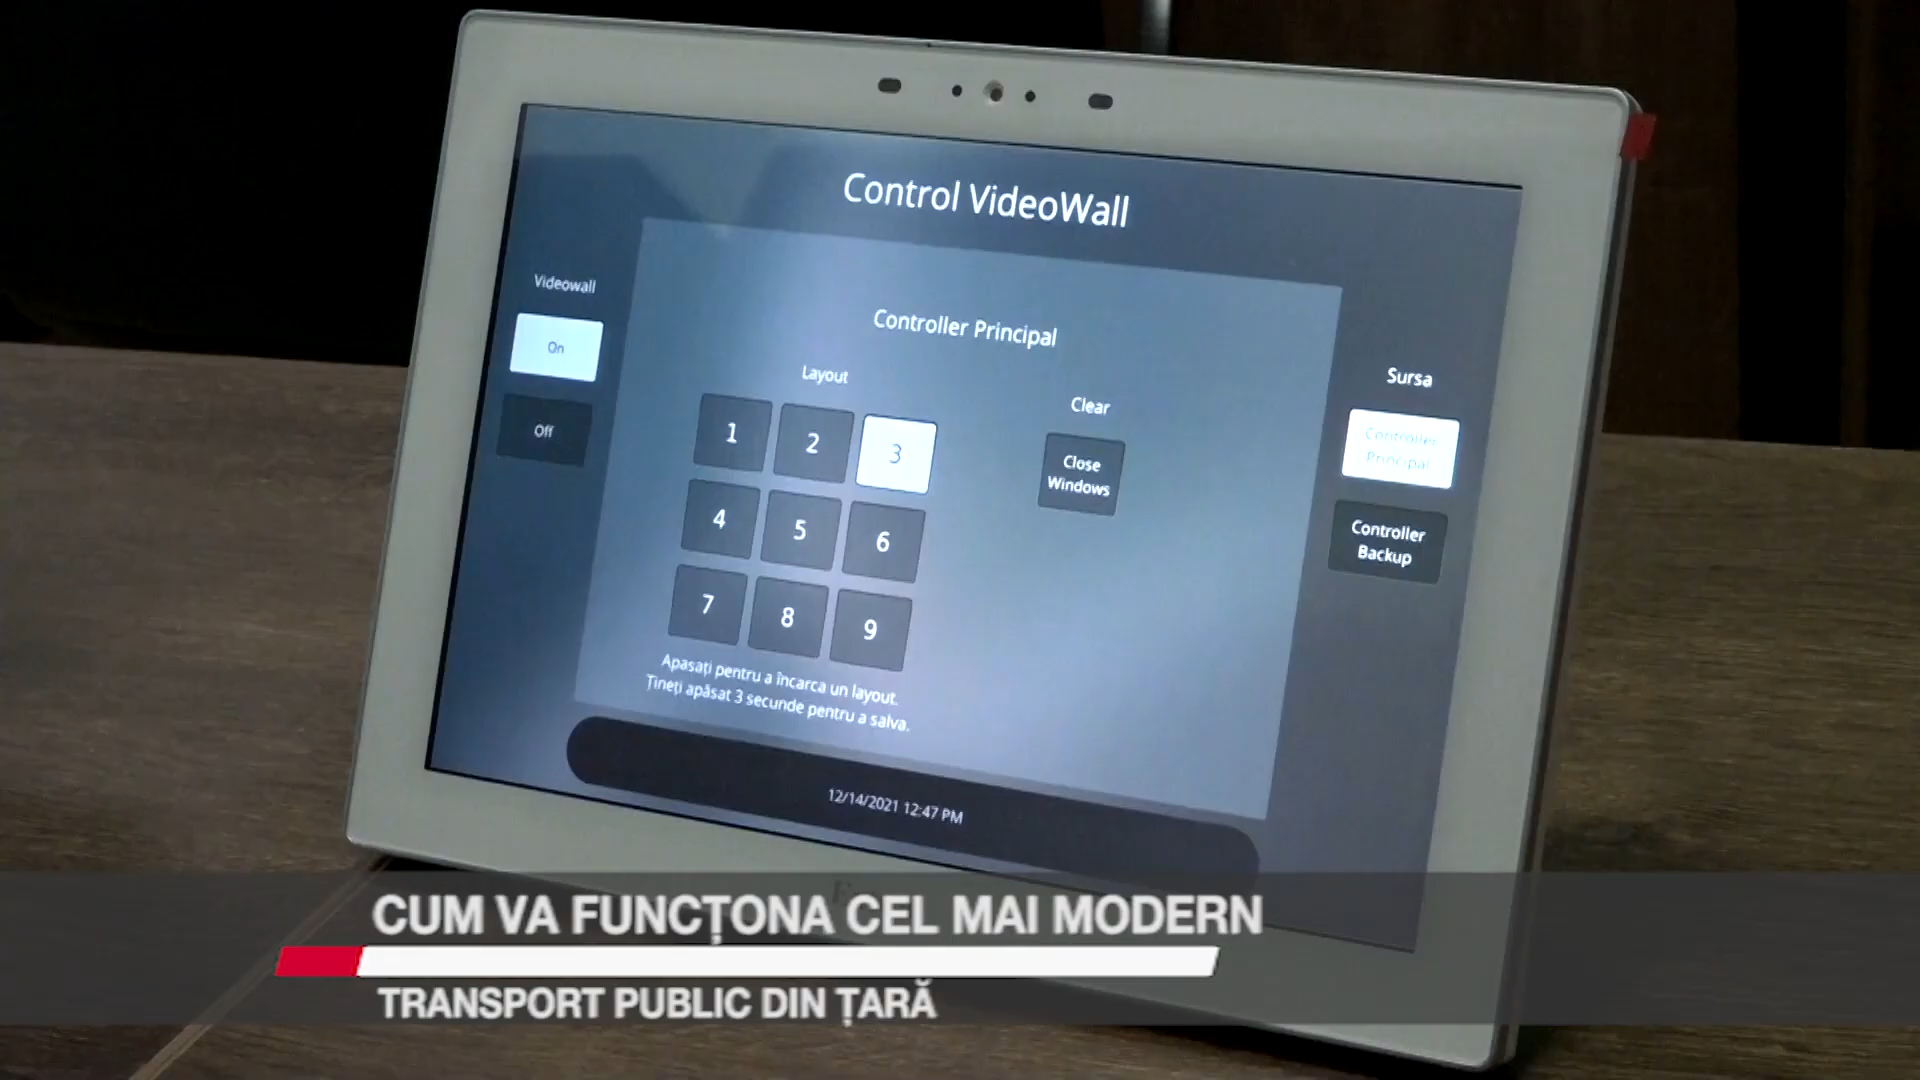 Control VideoWall
Videowall
On
Off
Controller Principal
Layout
1 2 3
4 5 6
7 8 9
Apasați pentru a încarca un layout.
Țineți apăsat 3 secunde pentru a salva.
Clear
Close
Windows
Sursa
Controller
Principal
Controller
Backup
12/14/2021 12:47 PM
CUM VA FUNCȚONA CEL MAI MODERN
TRANSPORT PUBLIC DIN ȚARĂ